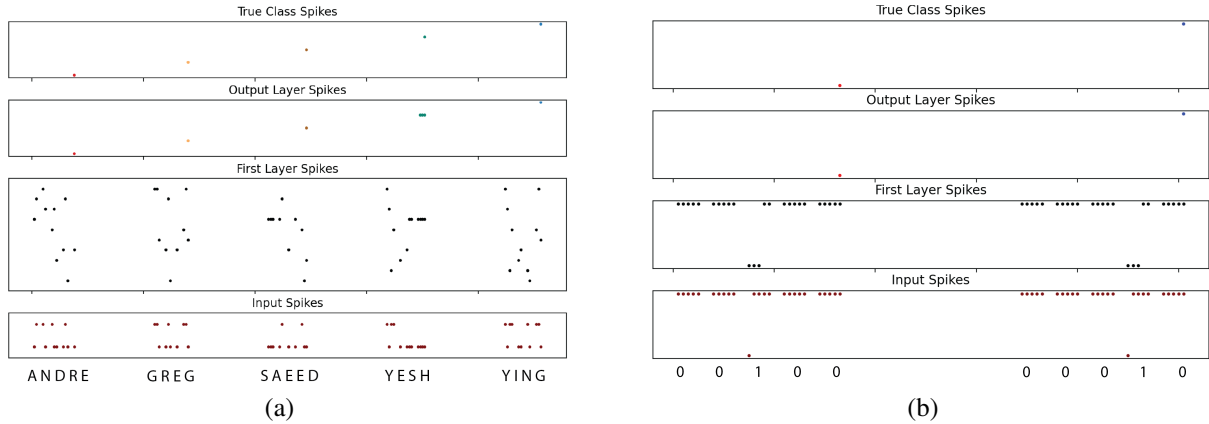 True Class Spikes
Output Layer Spikes
First Layer Spikes
Input Spikes
ANDRE GREG SAEED YESH YING
(a)
True Class Spikes
Output Layer Spikes
First Layer Spikes
Input Spikes
0 0 1 0 0 0 0 0 1 0
(b)